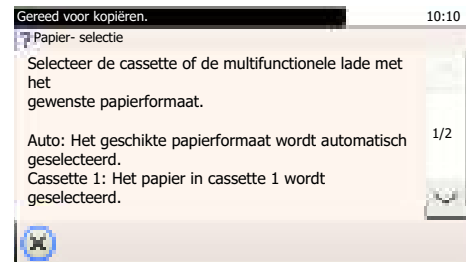 Gereed voor kopiëren. 10:10
Papier- selectie
Selecteer de cassette of de multifunctionele lade met
het
gewenste papierformaat.
Auto: Het geschikte papierformaat wordt automatisch
geselecteerd.
Cassette 1: Het papier in cassette 1 wordt
geselecteerd.
1/2